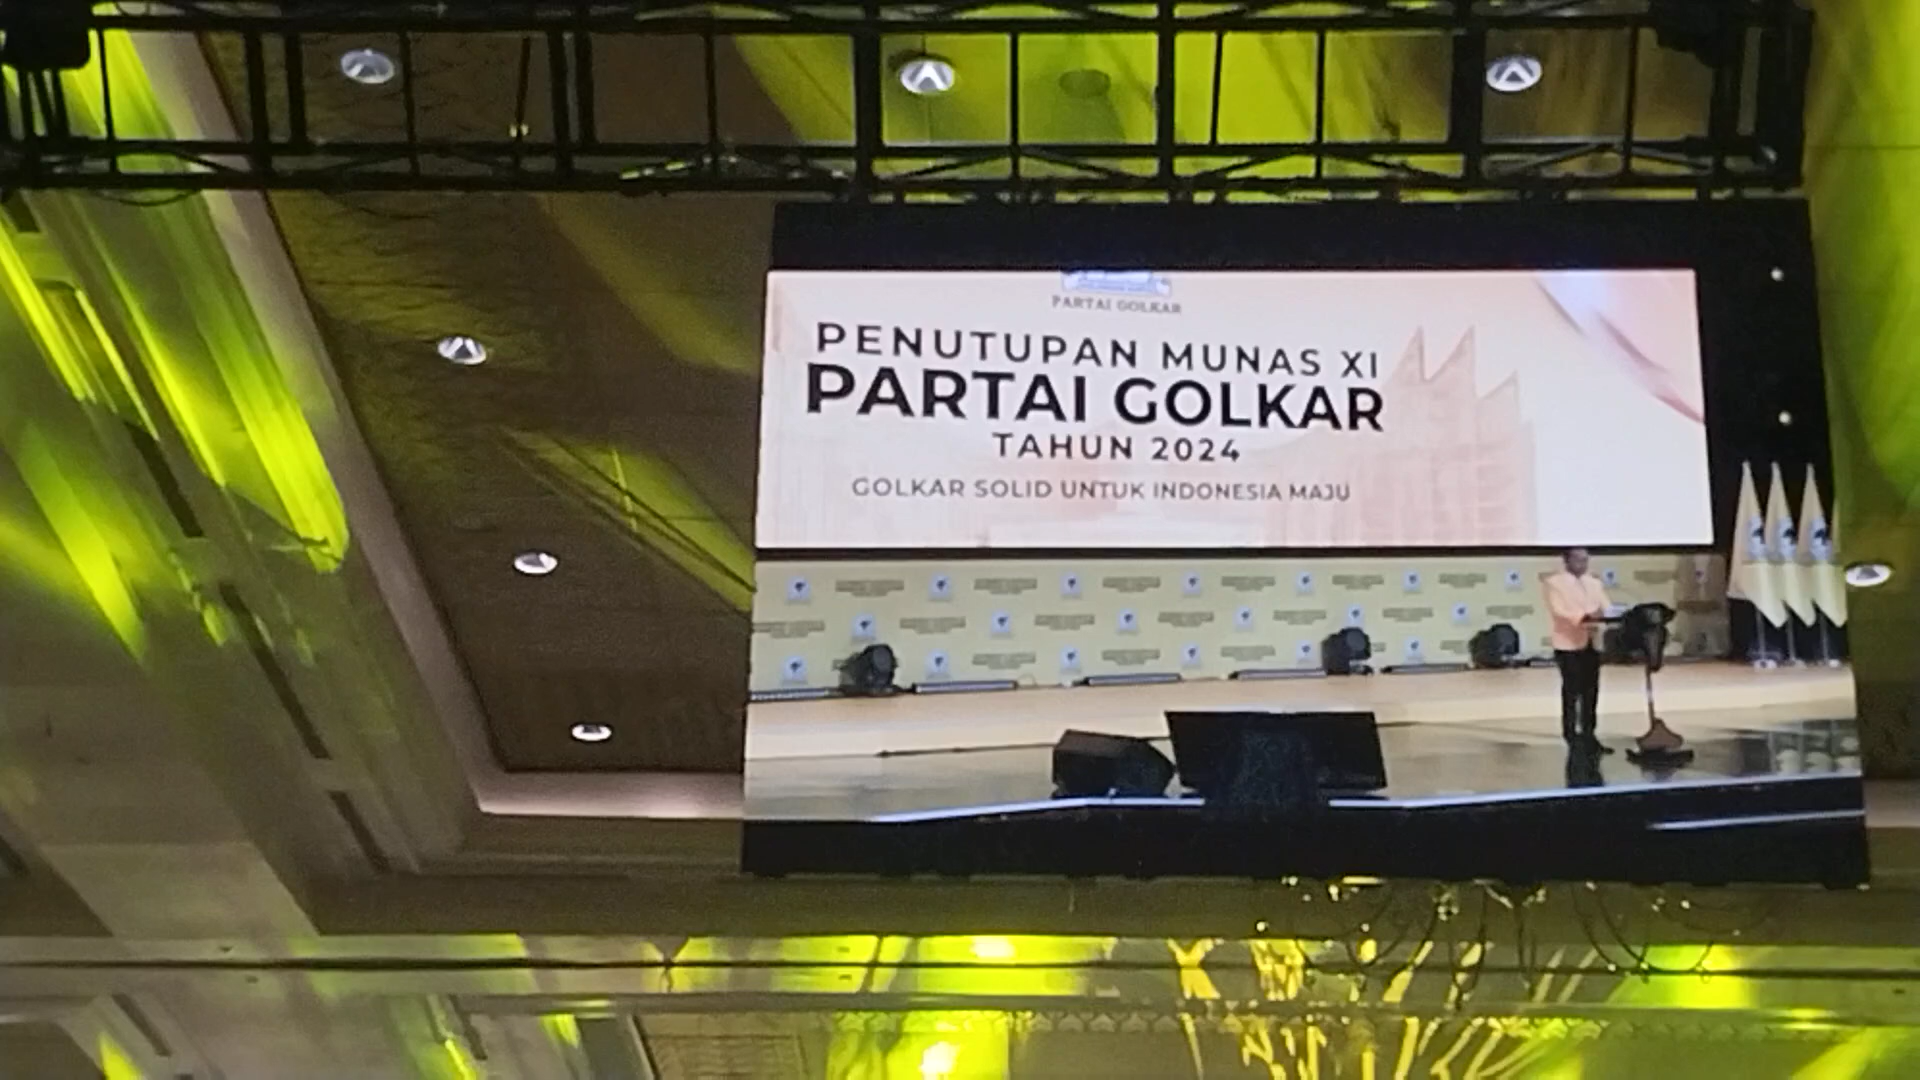 PARTAI GOLKAR
PENUTUPAN MUNAS XI
PARTAI GOLKAR
TAHUN 2024
GOLKAR SOLID UNTUK INDONESIA MAJU